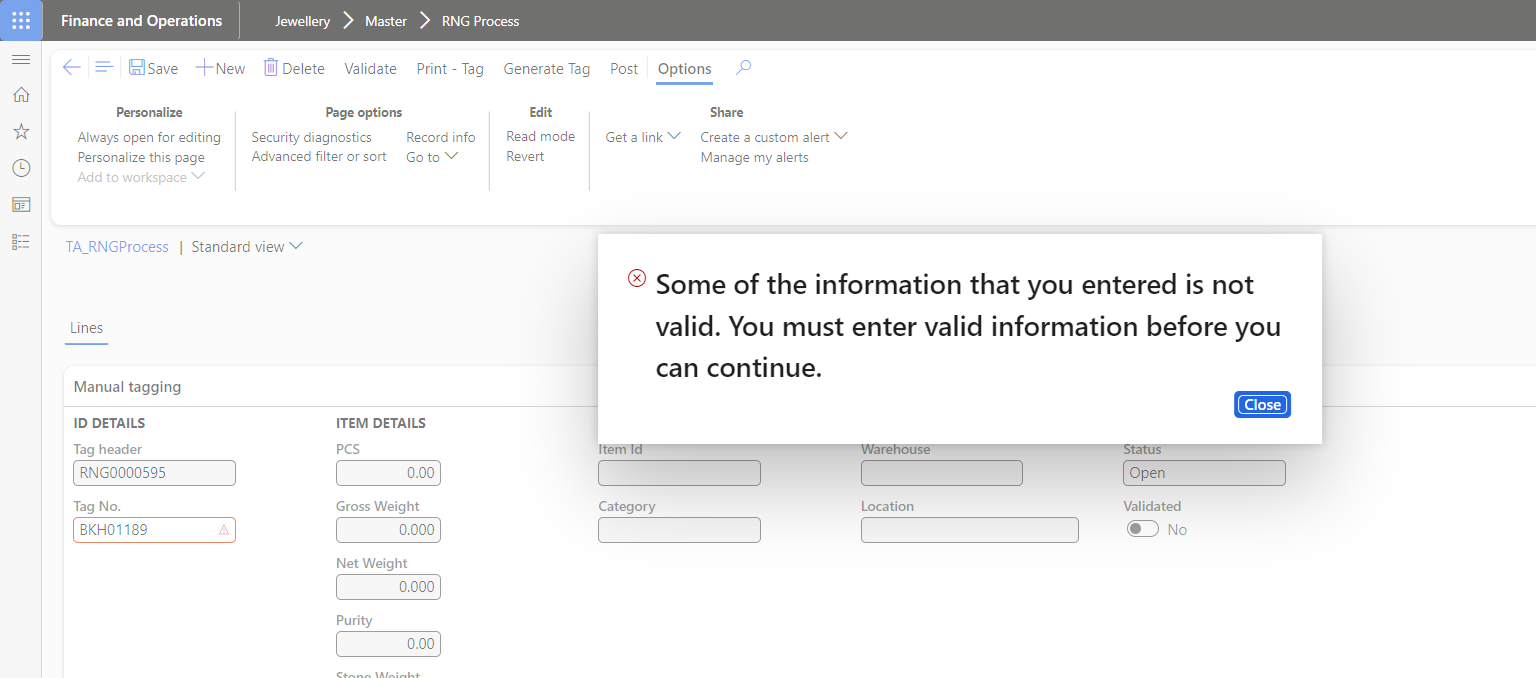 Finance and Operations
Jewellery > Master > RNG Process
Save New Delete Validate Print - Tag Generate Tag Post Options
Personalize
Always open for editing
Personalize this page
Add to workspace
Page options
Security diagnostics Record info
Advanced filter or sort Go to
Edit
Read mode
Revert
Get a link
Share
Create a custom alert
Manage my alerts
TA_RNGProcess | Standard view
Some of the information that you entered is not
valid. You must enter valid information before you
can continue.
Close
Lines
Manual tagging
ID DETAILS
Tag header
RNG0000595
Tag No.
BKH01189
ITEM DETAILS
PCS
0.00
Gross Weight
0.000
Net Weight
0.000
Purity
0.00
Stone Weight
Item Id
Category
Warehouse
Location
Status
Open
Validated
No